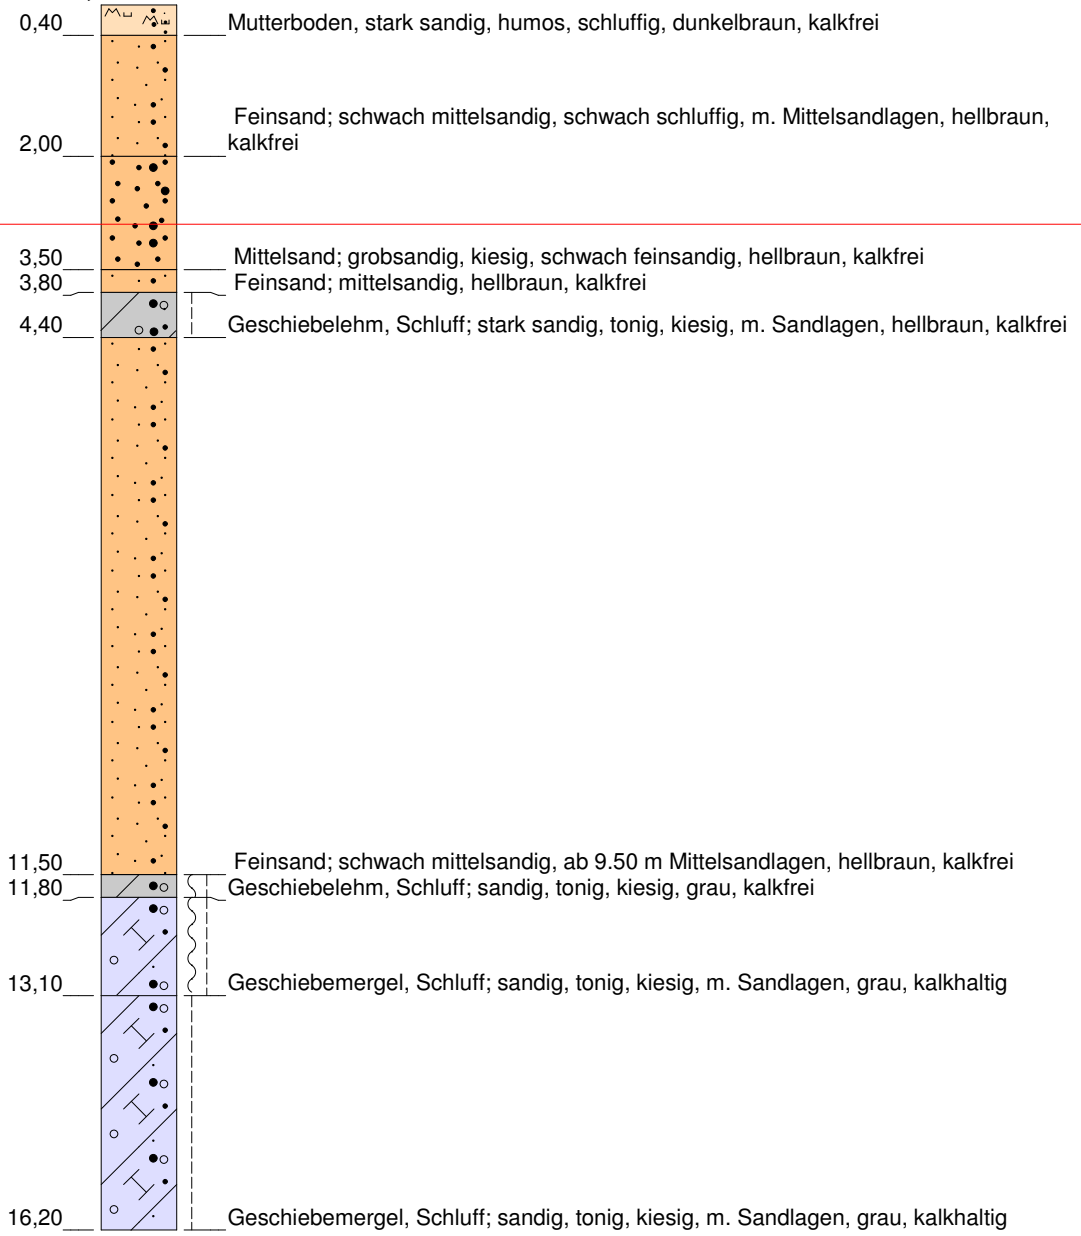 0,40 Mutterboden, stark sandig, humos, schluffig, dunkelbraun, kalkfrei
Feinsand; schwach mittelsandig, schwach schluffig, m. Mittelsandlagen, hellbraun,
2,00 kalkfrei
3,50 Mittelsand; grobsandig, kiesig, schwach feinsandig, hellbraun, kalkfrei
3,80 Feinsand; mittelsandig, hellbraun, kalkfrei
4,40 Geschiebelehm, Schluff; stark sandig, tonig, kiesig, m. Sandlagen, hellbraun, kalkfrei
11,50 Feinsand; schwach mittelsandig, ab 9.50 m Mittelsandlagen, hellbraun, kalkfrei
11,80 Geschiebelehm, Schluff; sandig, tonig, kiesig, grau, kalkfrei
13,10 Geschiebemergel, Schluff; sandig, tonig, kiesig, m. Sandlagen, grau, kalkhaltig
16,20 Geschiebemergel, Schluff; sandig, tonig, kiesig, m. Sandlagen, grau, kalkhaltig